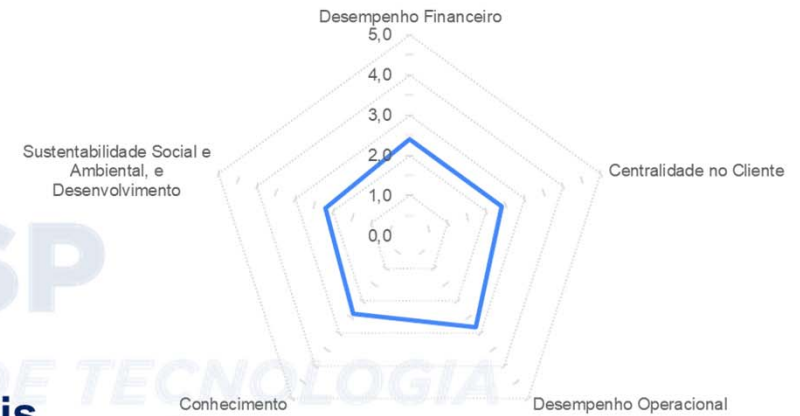 Desempenho Financeiro
5,0
4,0
3,0
2,0
1,0
0,0
Sustentabilidade Social e
Ambiental, e
Desenvolvimento
Centralidade no Cliente
SP
DE TECNOLOGIA
Conhecimento
Desempenho Operacional
is